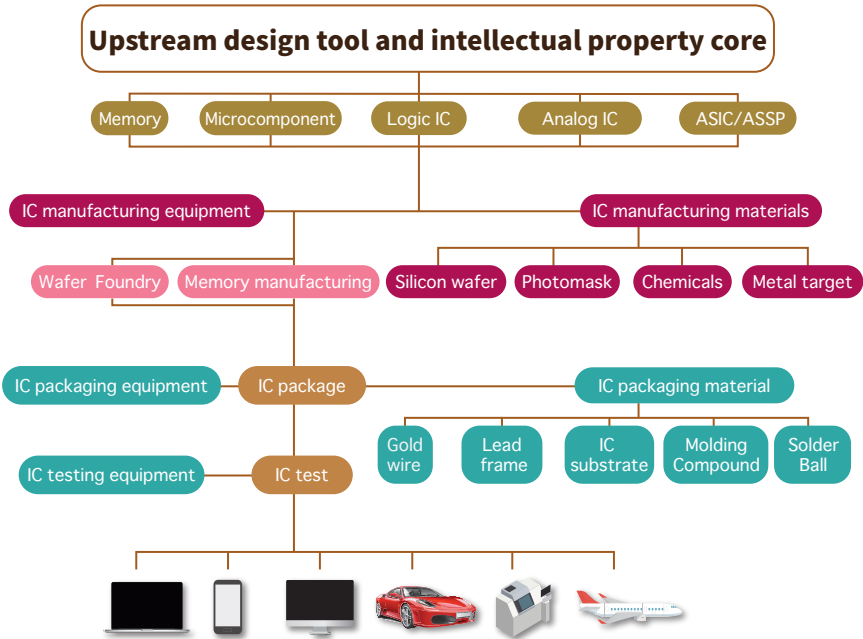 Upstream design tool and intellectual property core
Memory
Microcomponent
Logic IC
Analog IC
ASIC/ASSP
IC manufacturing equipment
IC manufacturing materials
Wafer Foundry
Memory manufacturing
Silicon wafer
Photomask
Chemicals
Metal target
IC packaging equipment
IC package
IC packaging material
Gold
wire
Lead
frame
IC
substrate
Molding
Compound
Solder
Ball
IC testing equipment
IC test